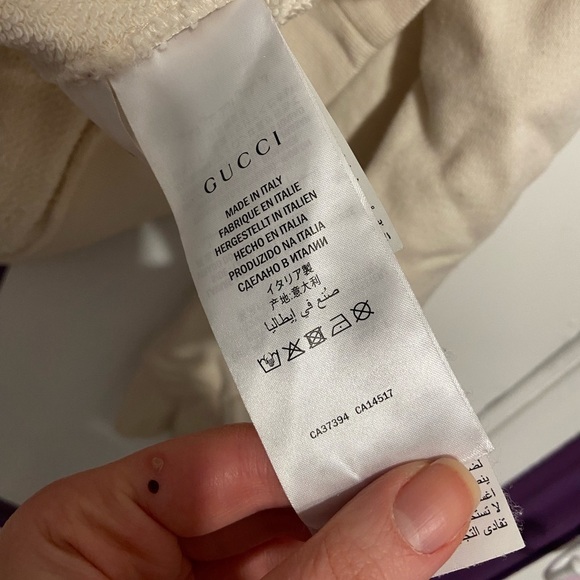 GUCCI
MADE IN ITALY
FABRIQUE EN ITALIE
HERGESTELLT IN ITALIEN
HECHO EN ITALIA
PRODUZIDO NA ITALIA
СДЕЛАНО В ИТАЛИИ
イタリア製
产地:意大利
صنع في إيطاليا
CA37394 CA14517